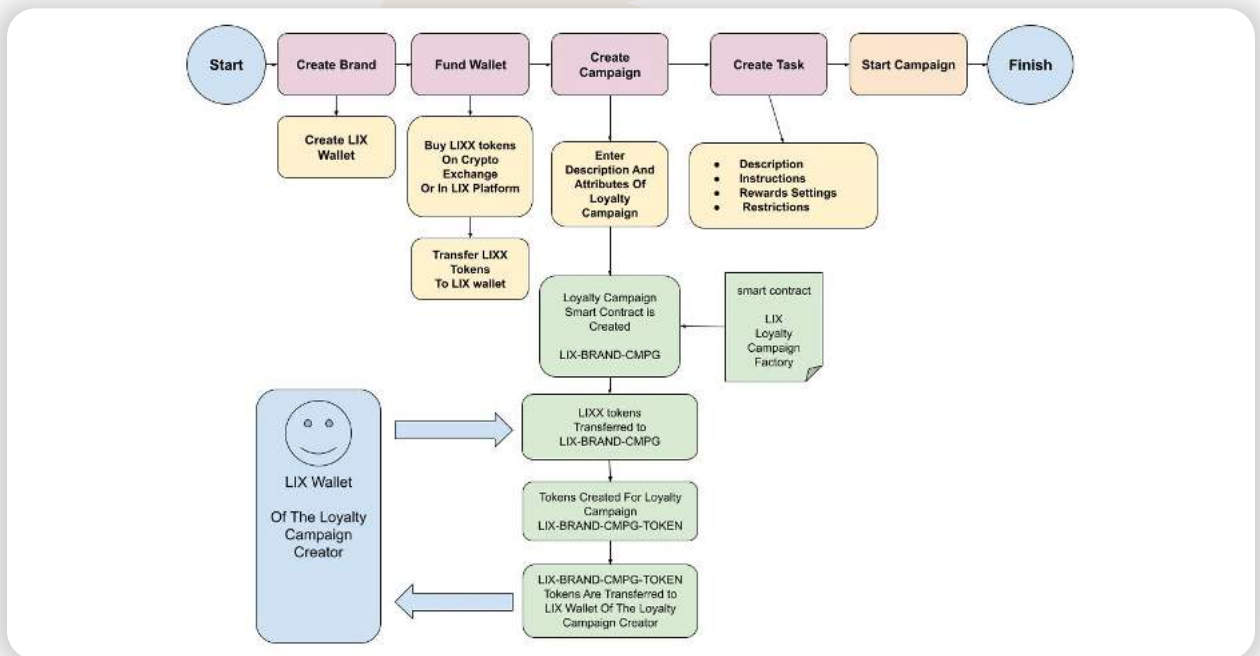 Start
Create Brand
Fund Wallet
Create
Campaign
Create Task
Start Campaign
Finish
Create LIX
Wallet
Buy LIXX tokens
On Crypto
Exchange
Or In LIX Platform
Enter
Description And
Attributes Of
Loyalty
Campaign
• Description
• Instructions
• Rewards Settings
• Restrictions
Transfer LIXX
Tokens
To LIX wallet
Loyalty Campaign
Smart Contract is
Created
LIX-BRAND-CMPG
smart contract
LIX
Loyalty
Campaign
Factory
LIXX tokens
Transferred to
LIX-BRAND-CMPG
LIX Wallet
Of The Loyalty
Campaign
Creator
Tokens Created For Loyalty
Campaign
LIX-BRAND-CMPG-TOKEN
LIX-BRAND-CMPG-TOKEN
Tokens Are Transferred to
LIX Wallet Of The Loyalty
Campaign Creator